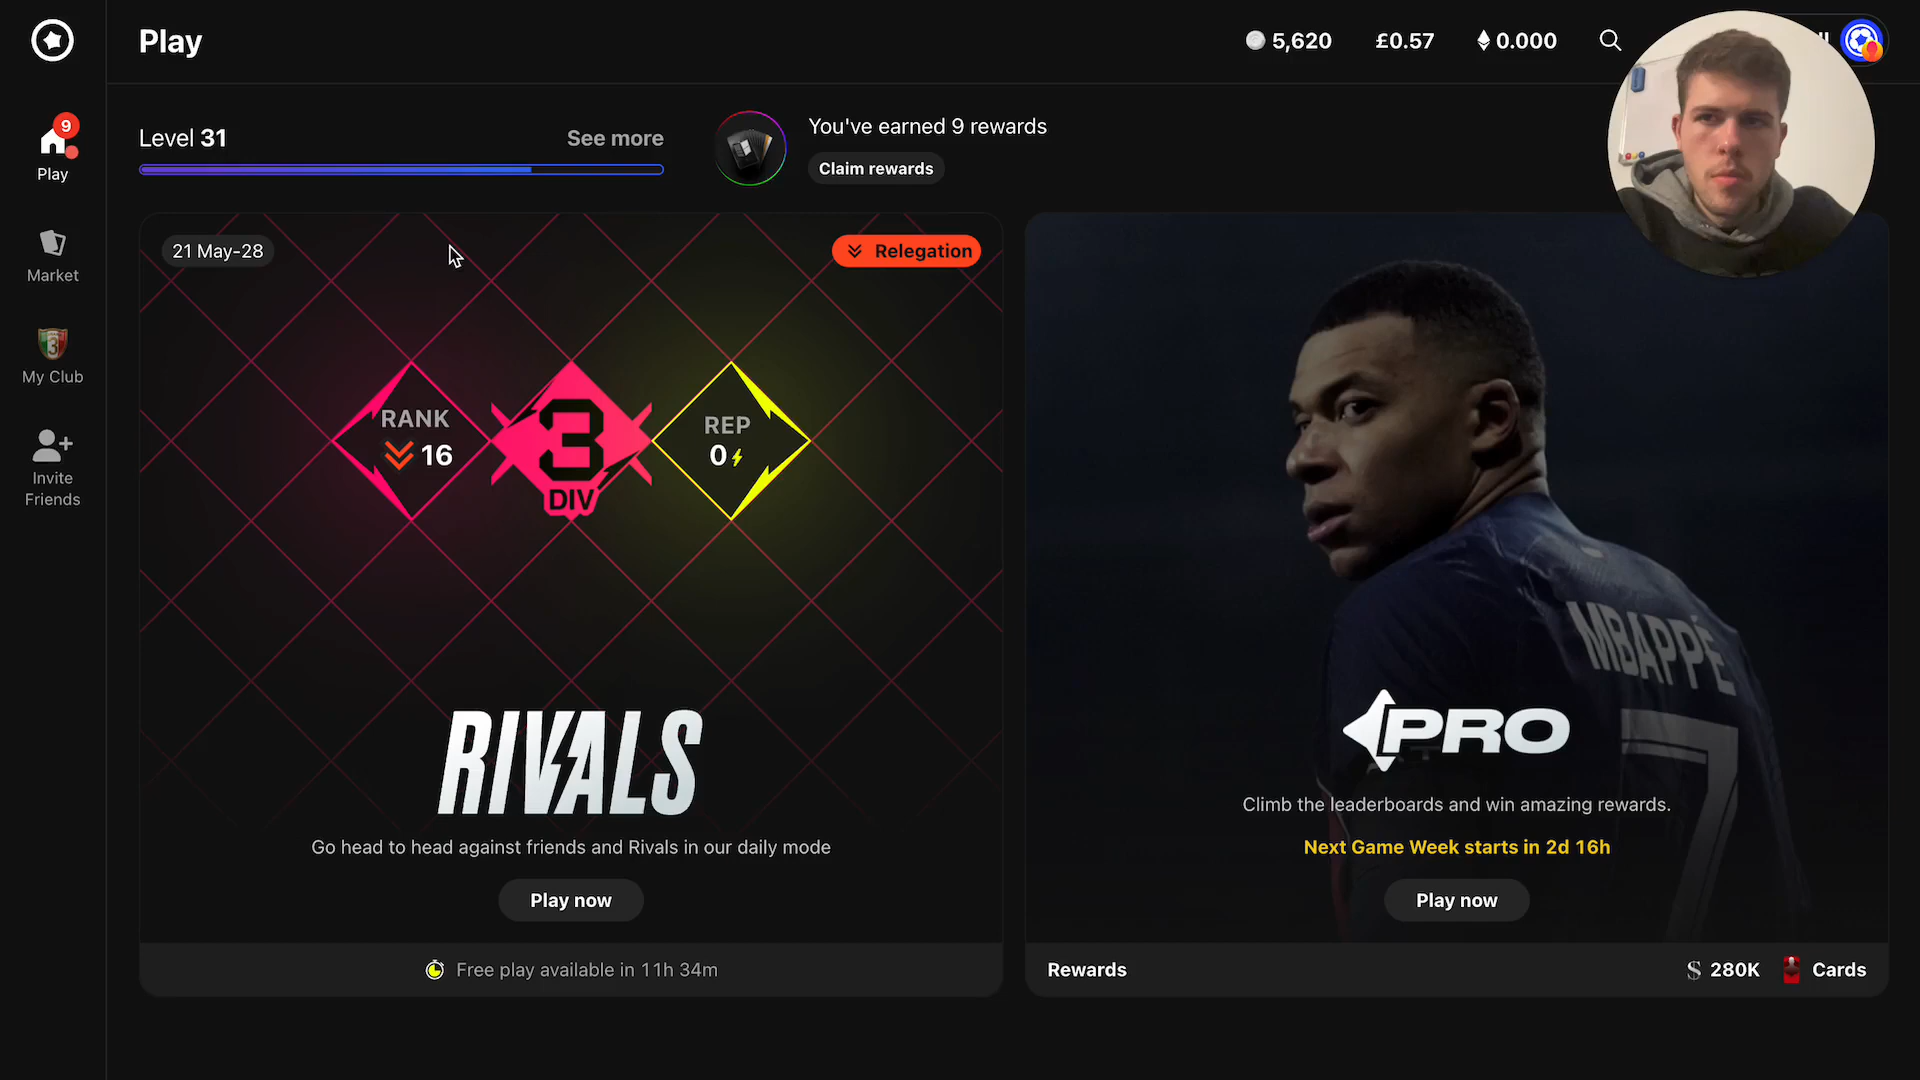 Play
5,620
£0.57
0.000
9
Play
Market
3
My Club
Invite
Friends
Level 31
See more
You've earned 9 rewards
Claim rewards
21 May-28
Relegation
RANK
16
3
DIV
REP
0
RIVALS
Go head to head against friends and Rivals in our daily mode
Play now
Free play available in 11h 34m
MBAPPÉ
7
PRO
Climb the leaderboards and win amazing rewards.
Next Game Week starts in 2d 16h
Play now
Rewards
$ 280K
Cards